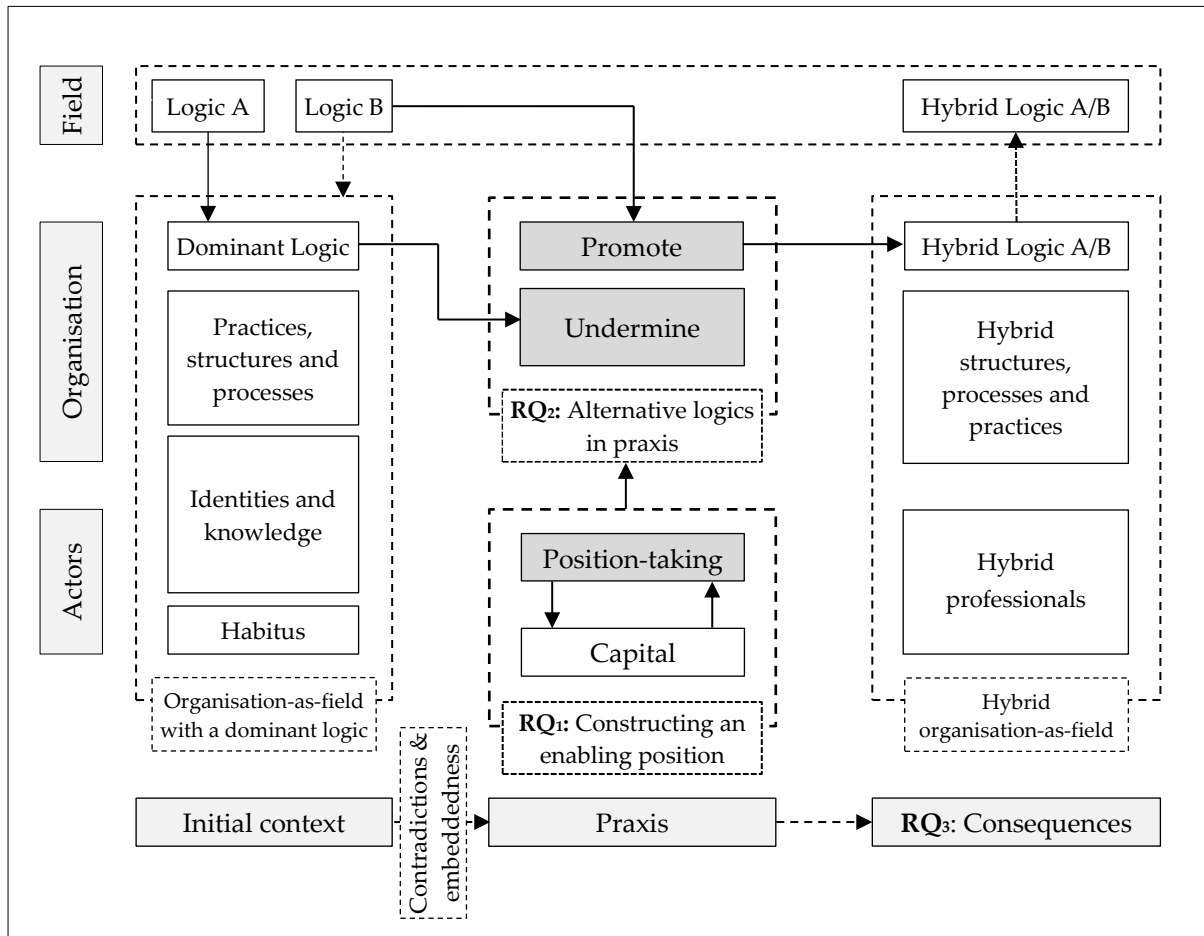 Field
Logic A
Logic B
Hybrid Logic A/B
Organisation
Dominant Logic
Practices,
structures and
processes
Identities and
knowledge
Actors
Habitus
Organisation-as-field
with a dominant logic
Promote
Undermine
RQ₂: Alternative logics
in praxis
Position-taking
Capital
RQ₁: Constructing an
enabling position
Hybrid Logic A/B
Hybrid
structures,
processes and
practices
Hybrid
professionals
Hybrid
organisation-as-field
Initial context
Contradictions &
embeddedness
Praxis
RQ₃: Consequences